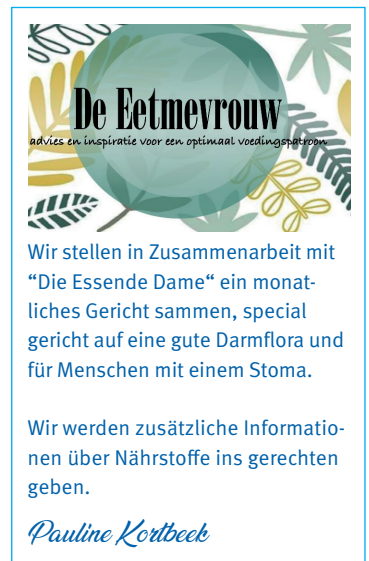 De Eetmevrouw
advies en inspiratie voor een optimaal voedingspatroon
Wir stellen in Zusammenarbeit mit
“Die Essende Dame“ ein monat-
liches Gericht sammen, special
gericht auf eine gute Darmflora und
für Menschen mit einem Stoma.
Wir werden zusätzliche Informatio-
nen über Nährstoffe ins gerechten
geben.
Pauline Kortbeek